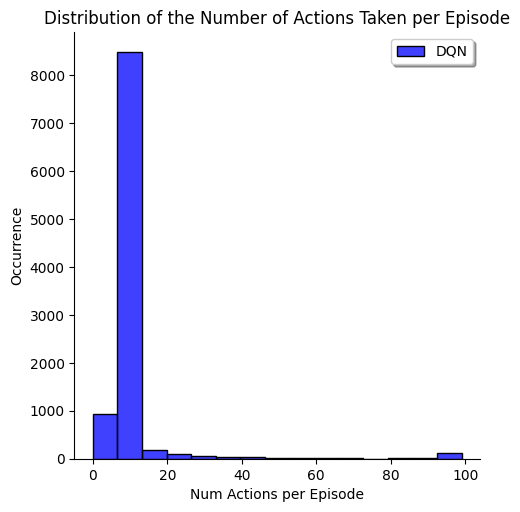 Distribution of the Number of Actions Taken per Episode
DQN
8000
7000
6000
5000
4000
3000
2000
1000
0
Occurrence
0 20 40 60 80 100
Num Actions per Episode